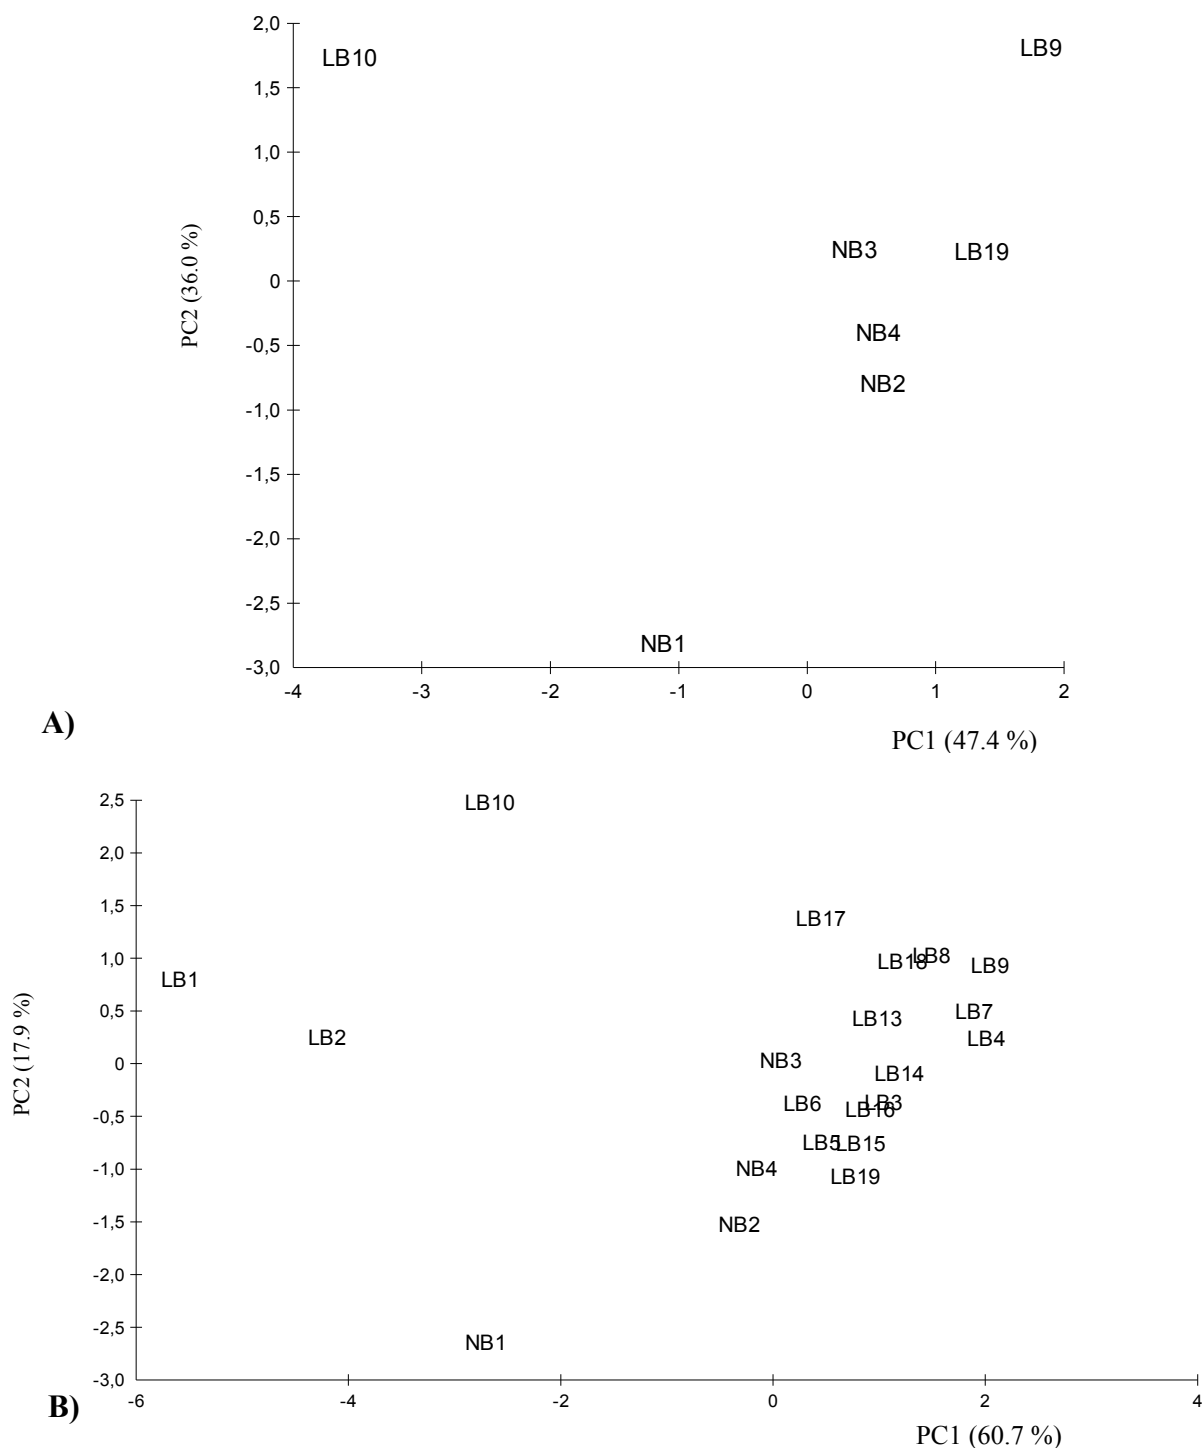 2,0
LB10
LB9
1,5
1,0
0,5
NB3
LB19
0
PC2 (36.0 %)
-0,5
NB4
NB2
-1,0
-1,5
-2,0
-2,5
NB1
-3,0
-4 -3 -2 -1 0 1 2
A)
PC1 (47.4 %)
2,5
LB10
2,0
1,5
LB17
1,0
LB18
LB8
LB9
LB1
0,5
LB7
LB13
LB2
LB4
0
NB3
LB14
PC2 (17.9 %)
LB6
LB3
LB16
-0,5
LB5
LB15
-1,0
NB4
LB19
-1,5
NB2
-2,0
-2,5
NB1
-3,0
-6 -4 -2 0 2 4
B)
PC1 (60.7 %)